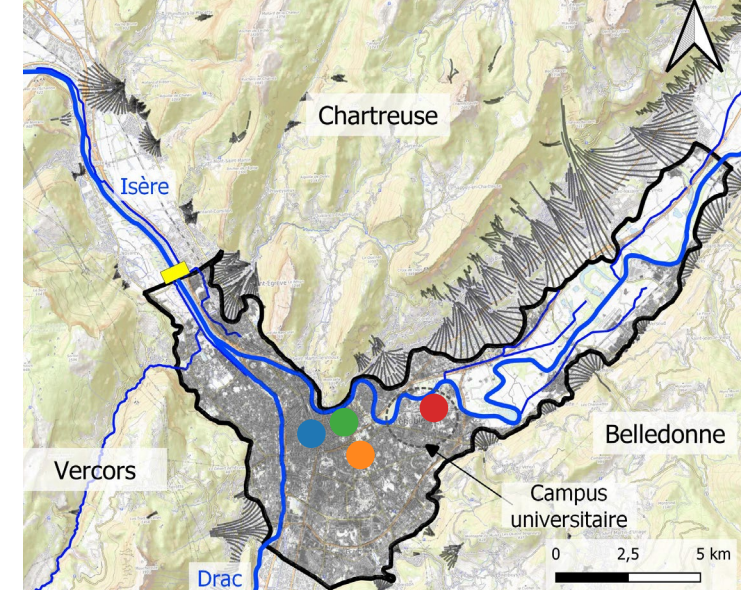 Chartreuse
Isère
Belledonne
Vercors
Campus
universitaire
0 2,5 5 km
Drac